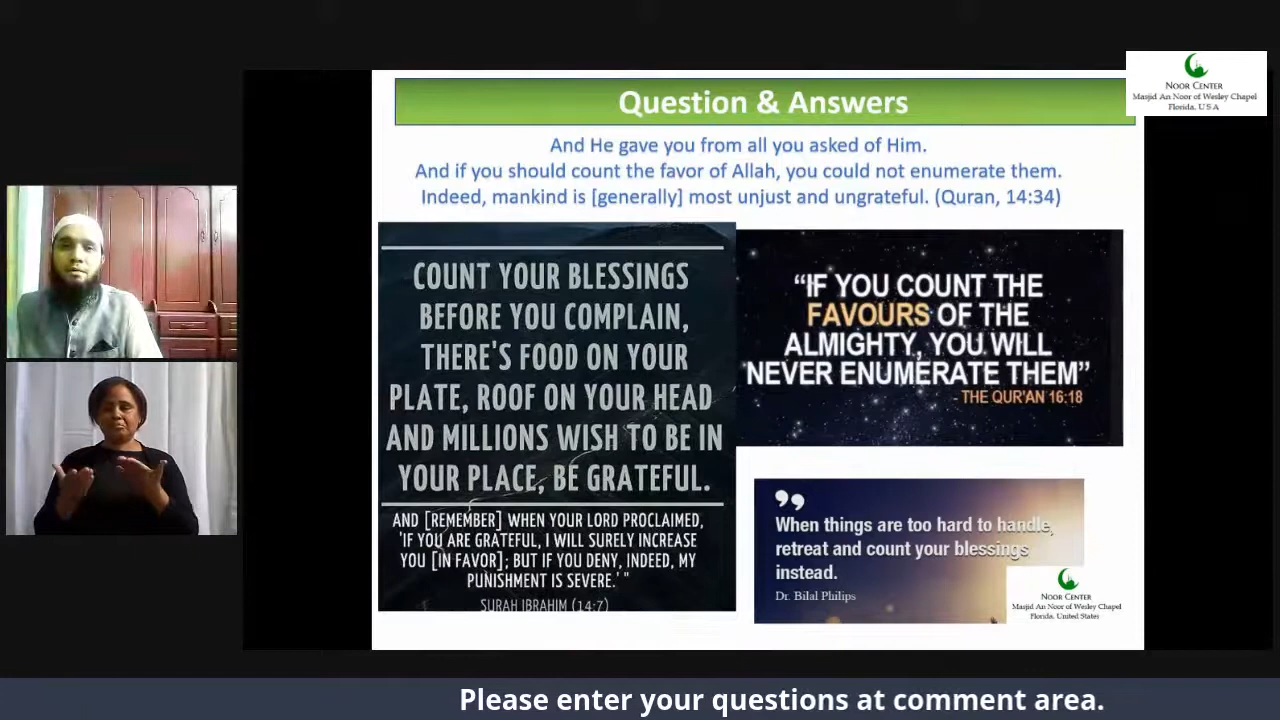 Question & Answers
And He gave you from all you asked of Him.
And if you should count the favor of Allah, you could not enumerate them.
Indeed, mankind is [generally] most unjust and ungrateful. (Quran, 14:34)
COUNT YOUR BLESSINGS
BEFORE YOU COMPLAIN,
THERE'S FOOD ON YOUR
PLATE, ROOF ON YOUR HEAD
AND MILLIONS WISH TO BE IN
YOUR PLACE, BE GRATEFUL.
AND [REMEMBER] WHEN YOUR LORD PROCLAIMED,
'IF YOU ARE GRATEFUL, I WILL SURELY INCREASE
YOU [IN FAVOR]; BUT IF YOU DENY, INDEED, MY
PUNISHMENT IS SEVERE.' "
SURAH IBRAHIM (14:7)
“IF YOU COUNT THE
FAVOURS OF THE
ALMIGHTY, YOU WILL
NEVER ENUMERATE THEM”
- THE QUR'AN 16:18
”
When things are too hard to handle,
retreat and count your blessings
instead.
Dr. Bilal Philips
NOOR CENTER
Masjid An Noor of Wesley Chapel
Florida, United States
NOOR CENTER
Masjid An Noor of Wesley Chapel
Florida, U S A
Please enter your questions at comment area.